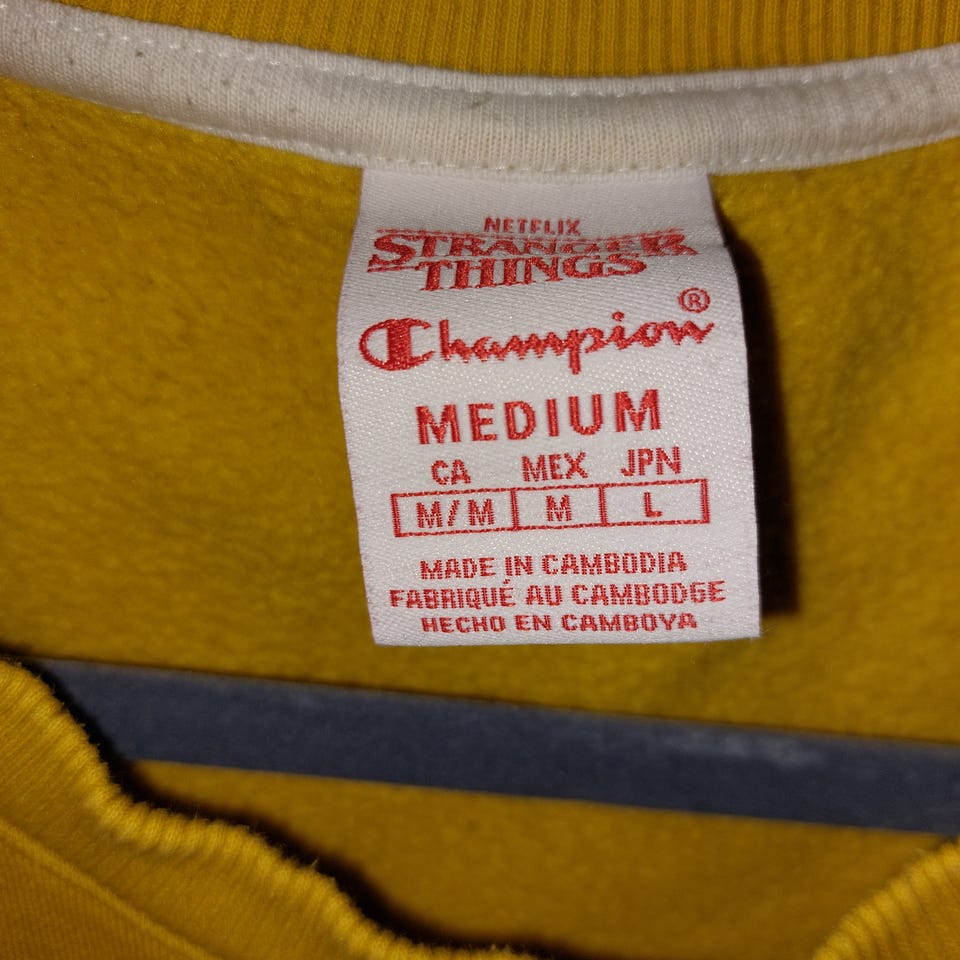 NETFLIX
STRANGER
THINGS
Champion®
MEDIUM
CA MEX JPN
M/M M L
MADE IN CAMBODIA
FABRIQUÉ AU CAMBODGE
HECHO EN CAMBOYA